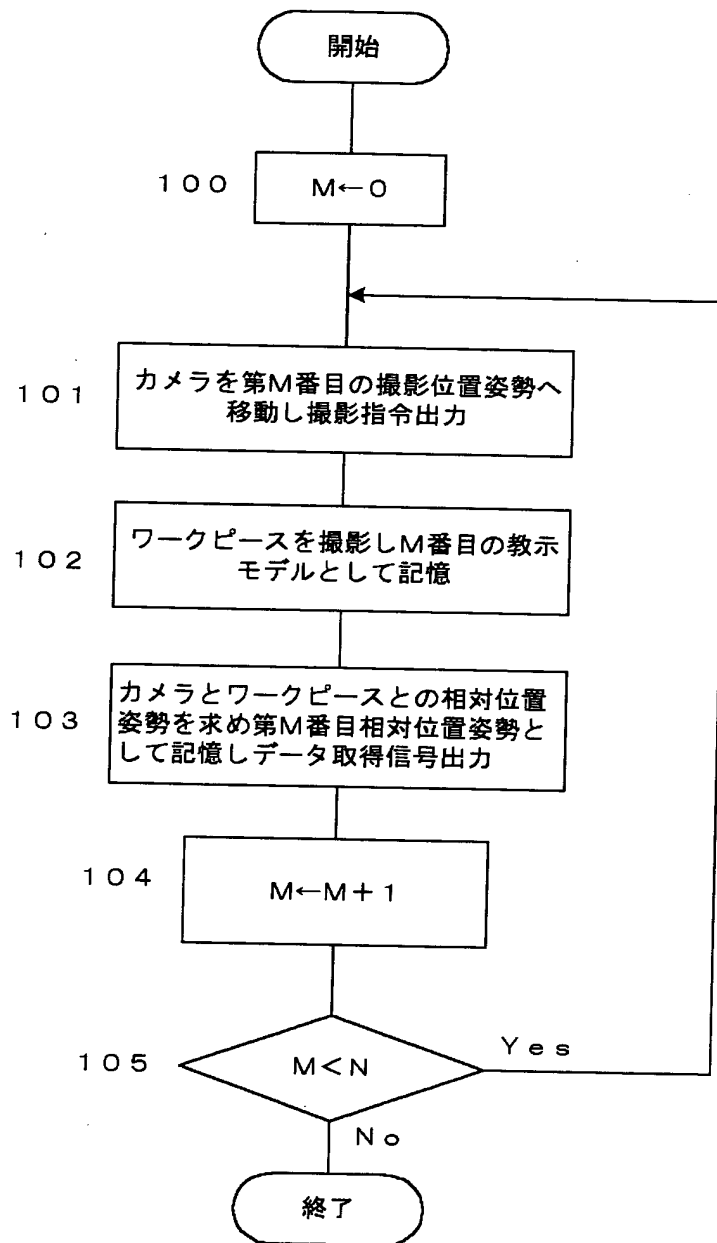 開始
100
M←0
101
カメラを第M番目の撮影位置姿勢へ
移動し撮影指令出力
102
ワークピースを撮影しM番目の教示
モデルとして記憶
103
カメラとワークピースとの相対位置
姿勢を求め第M番目相対位置姿勢と
して記憶しデータ取得信号出力
104
M←M+1
105
M<N
Yes
No
終了